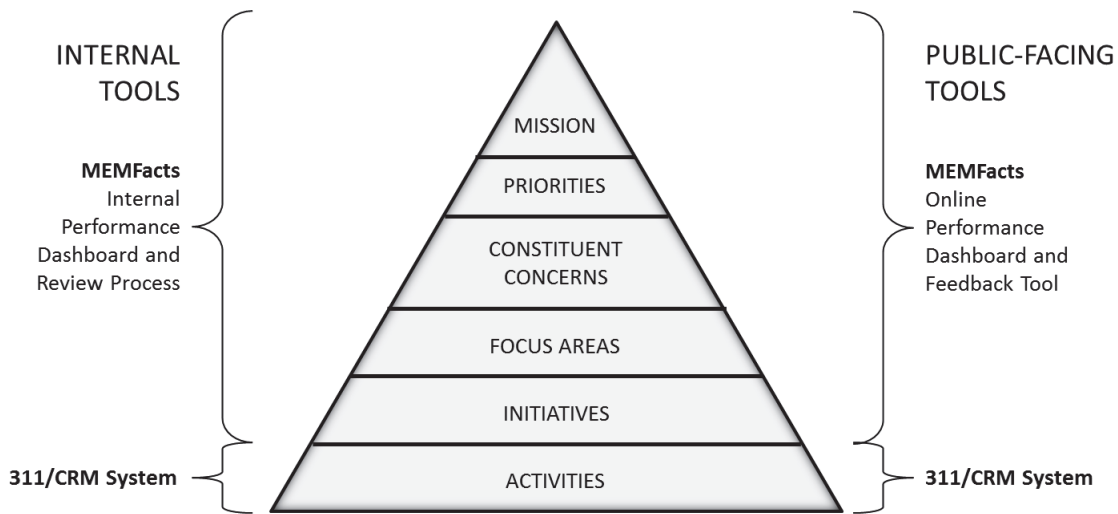 INTERNAL
TOOLS
MEMFacts
Internal
Performance
Dashboard and
Review Process
311/CRM System
MISSION
PRIORITIES
CONSTITUENT
CONCERNS
FOCUS AREAS
INITIATIVES
ACTIVITIES
PUBLIC-FACING
TOOLS
MEMFacts
Online
Performance
Dashboard and
Feedback Tool
311/CRM System